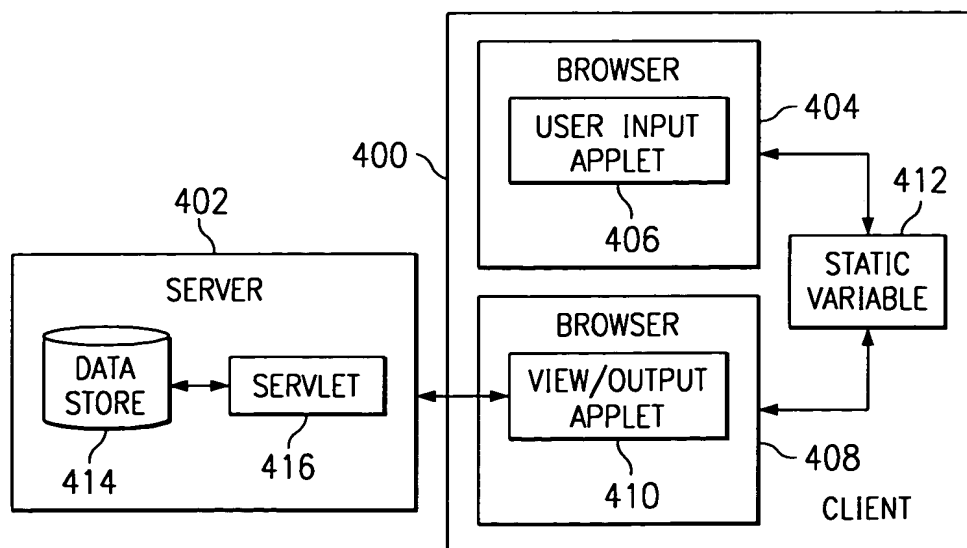 402
SERVER
DATA
STORE
414
SERVLET
416
400
BROWSER
USER INPUT
APPLET
406
404
BROWSER
VIEW/OUTPUT
APPLET
410
408
412
STATIC
VARIABLE
CLIENT